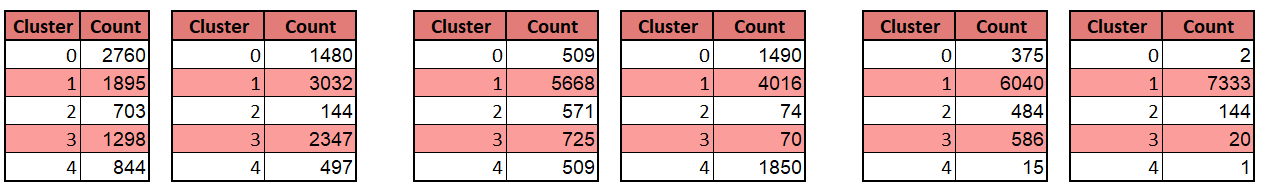 Cluster Count Cluster Count Cluster Count Cluster Count Cluster Count Cluster Count
0 2760 0 1480 0 509 0 1490 0 375 0 2
1 1895 1 3032 1 5668 1 4016 1 6040 1 7333
2 703 2 144 2 571 2 74 2 484 2 144
3 1298 3 2347 3 725 3 70 3 586 3 20
4 844 4 497 4 509 4 1850 4 15 4 1